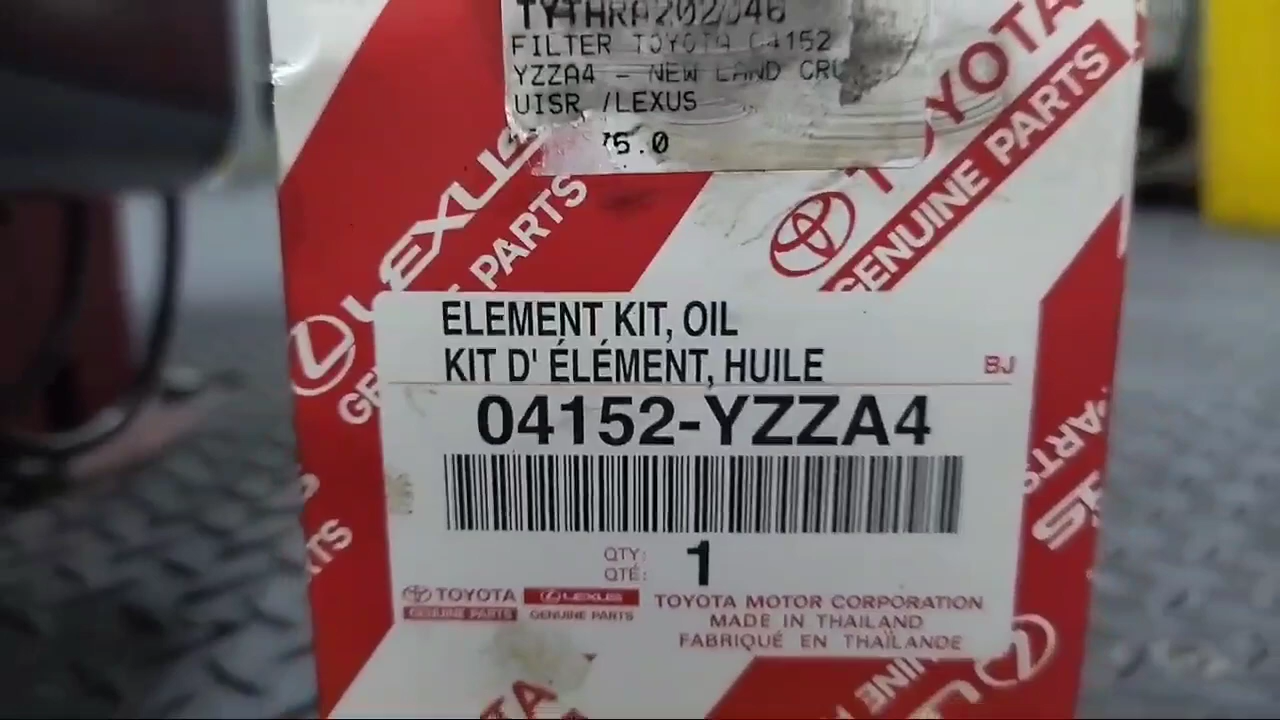 FILTER TOYOTA 04152
YZZA4 - NEW LAND
UISR /LEXUS
TOYOTA
GENUINE PARTS
LEXUS
PARTS
ELEMENT KIT, OIL
KIT D' ÉLÉMENT, HUILE
BJ
04152-YZZA4
QTY:
QTÉ:
1
TOYOTA
GENUINE PARTS
LEXUS
GENUINE PARTS
TOYOTA MOTOR CORPORATION
MADE IN THAILAND
FABRIQUÉ EN THAÏLANDE
PARTS